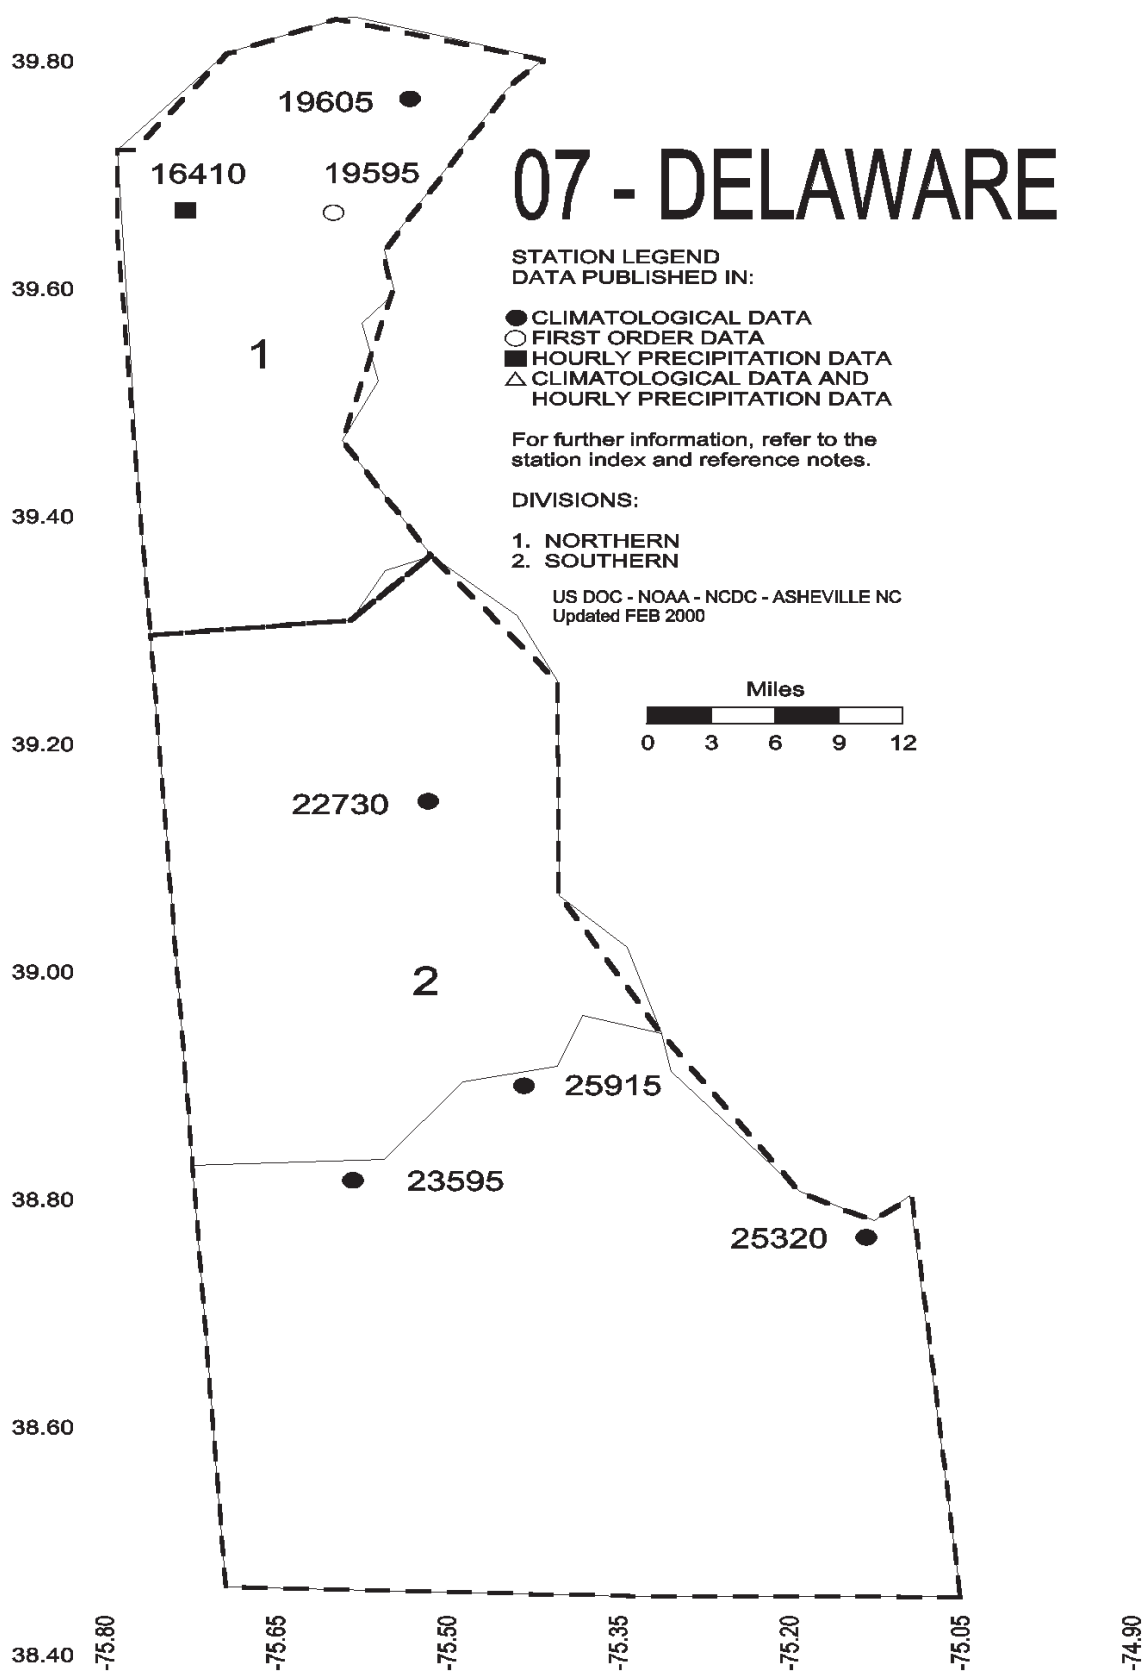 39.80
19605
16410
19595
07 - DELAWARE
STATION LEGEND
DATA PUBLISHED IN:
39.60
CLIMATOLOGICAL DATA
FIRST ORDER DATA
1
HOURLY PRECIPITATION DATA
CLIMATOLOGICAL DATA AND
HOURLY PRECIPITATION DATA
For further information, refer to the
station index and reference notes.
DIVISIONS:
39.40
1. NORTHERN
2. SOUTHERN
US DOC - NOAA - NCDC - ASHEVILLE NC
Updated FEB 2000
Miles
0 3 6 9 12
39.20
22730
39.00
2
25915
23595
38.80
25320
38.60
38.40
-75.80
-75.65
-75.50
-75.35
-75.20
-75.05
-74.90